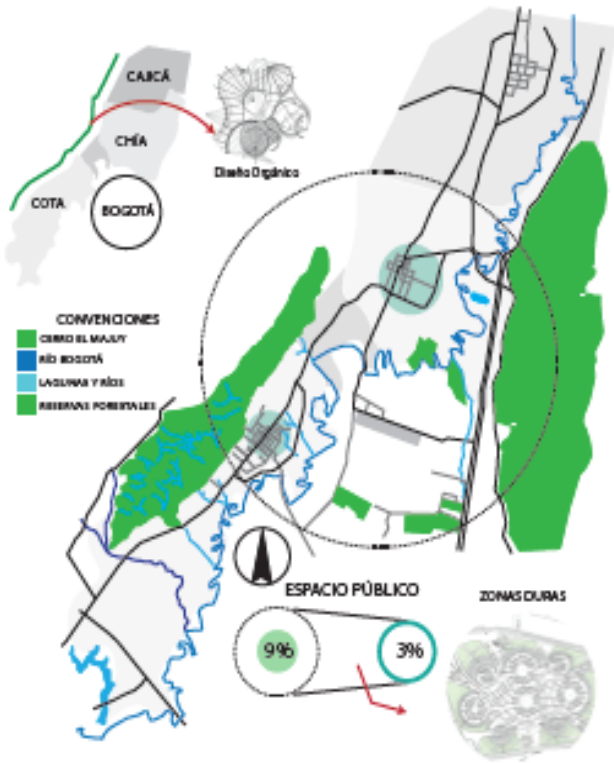 CAJICÁ
CHÍA
COTA
BOGOTÁ
Diseño Orgánico
CONVENCIONES
CERRO EL MAJUY
RÍO BOGOTÁ
LAGUNAS Y RÍOS
RESERVAS FORESTALES
ESPACIO PÚBLICO
9%
3%
ZONAS DURAS